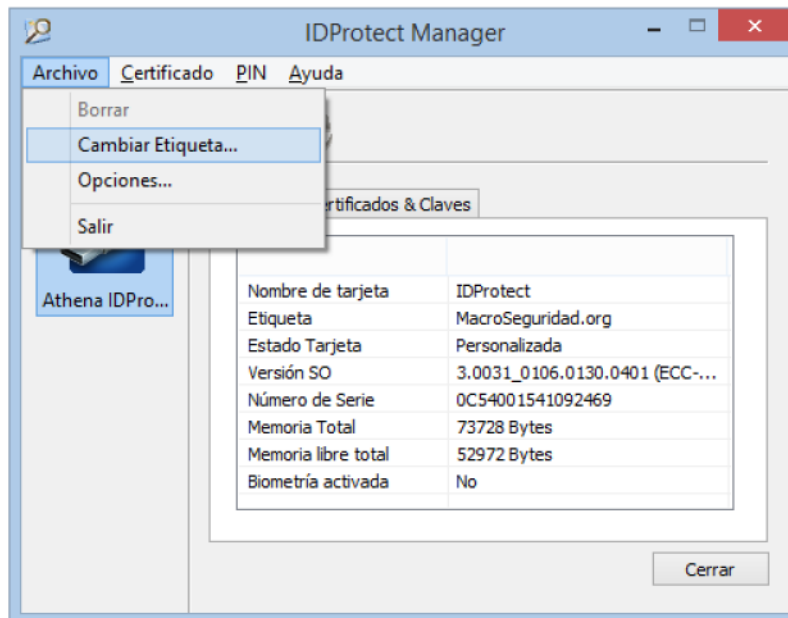 IDProtect Manager
Archivo Certificado PIN Ayuda
Borrar
Cambiar Etiqueta...
Opciones...
Salir
rtificados & Claves
Athena IDPro...
Nombre de tarjeta IDProtect
Etiqueta MacroSeguridad.org
Estado Tarjeta Personalizada
Versión SO 3.0031_0106.0130.0401 (ECC-...
Número de Serie 0C54001541092469
Memoria Total 73728 Bytes
Memoria libre total 52972 Bytes
Biometría activada No
Cerrar